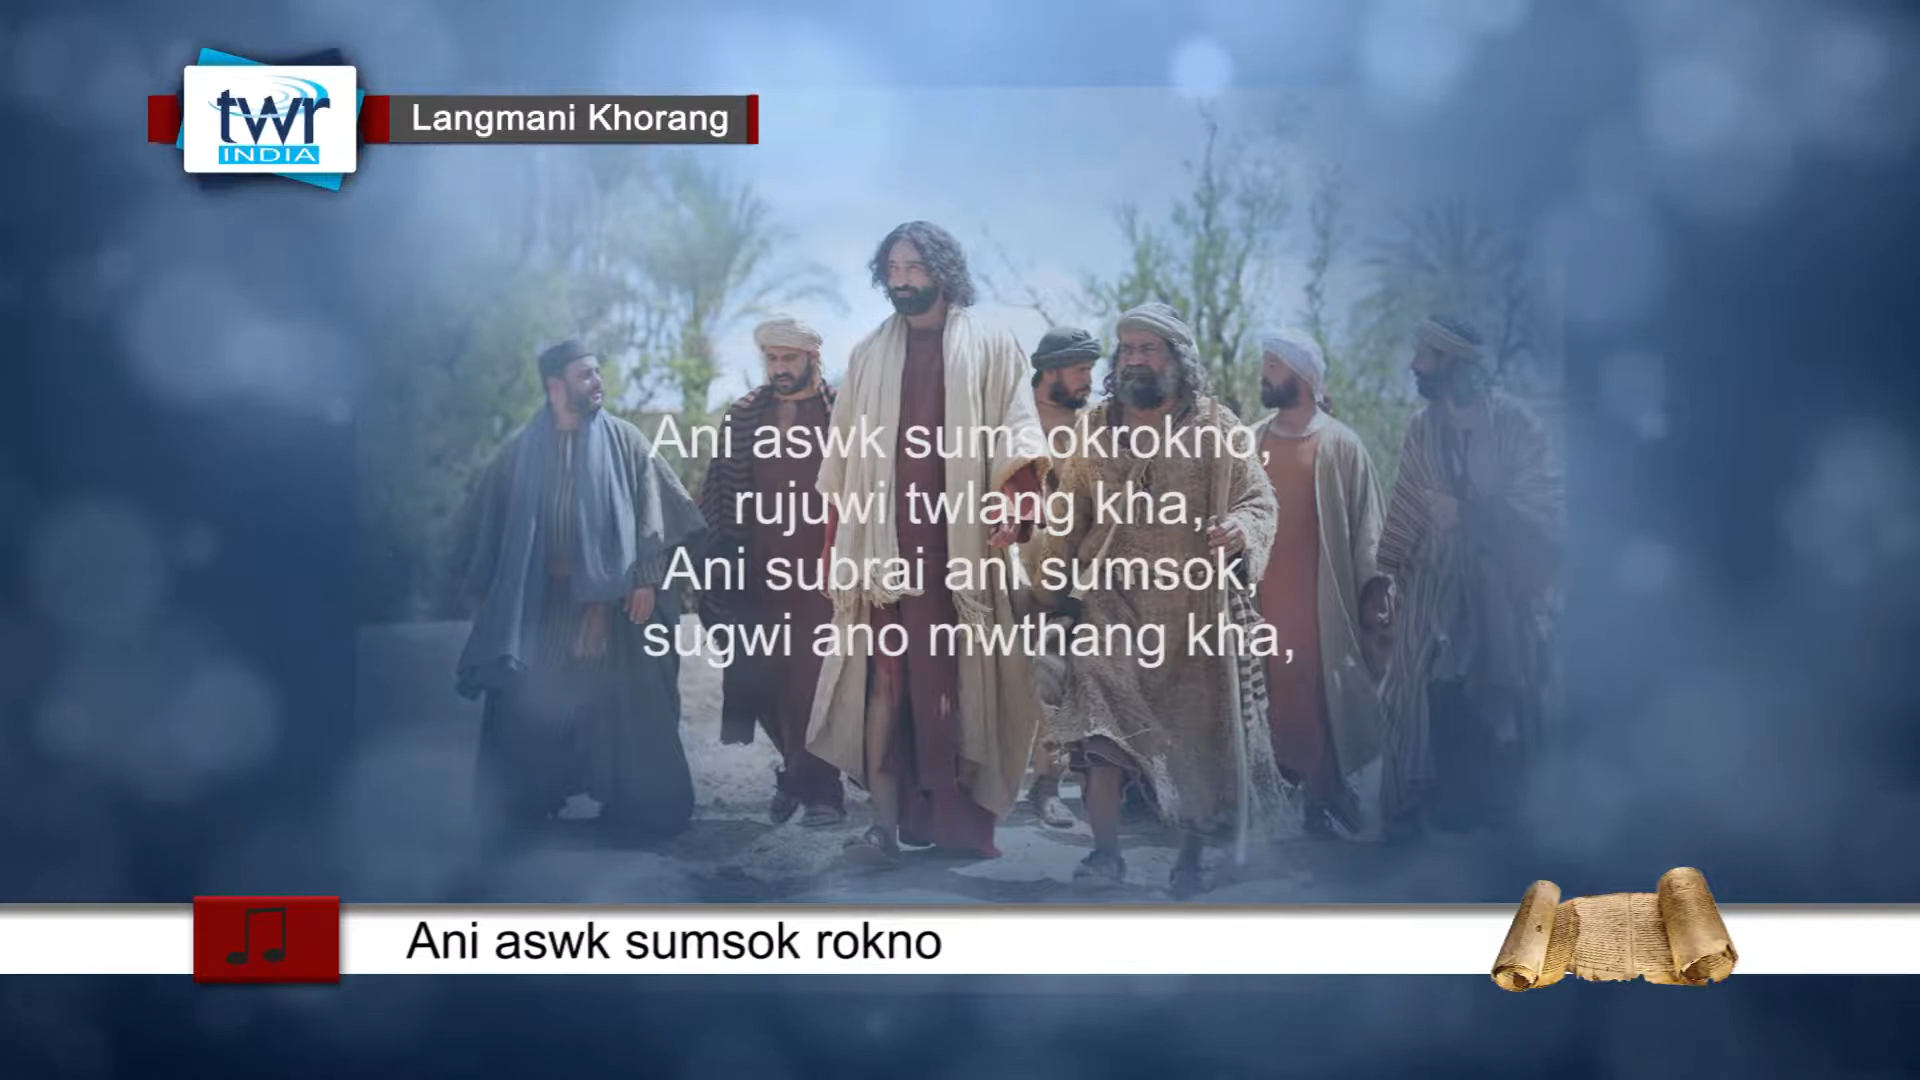 twr
INDIA
Langmani Khorang
Ani aswk sumsokrokno,
rujuwi twlang kha,
Ani subrai ani sumsok,
sugwi ano mwthang kha,
Ani aswk sumsok rokno